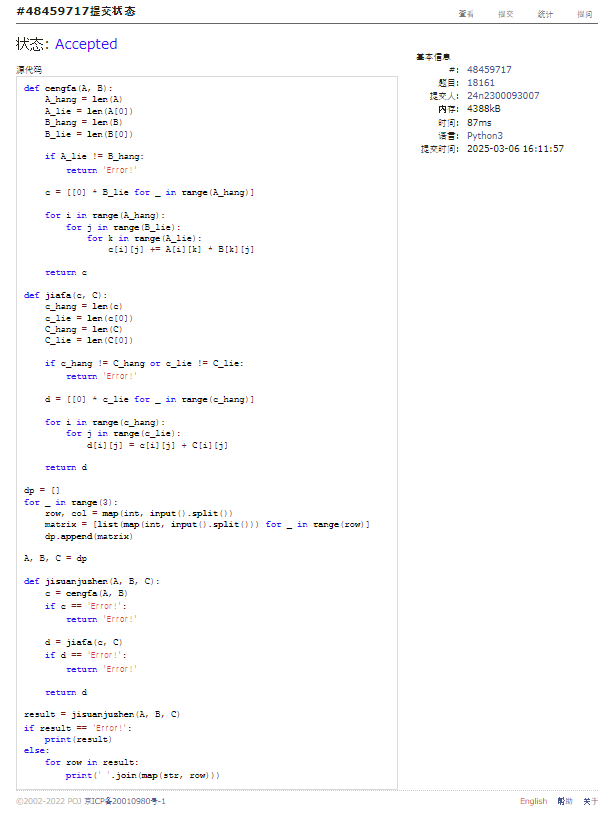 #48459717提交状态
查看 提交 统计 提问
状态: Accepted
源代码
def cengfa(A, B):
    A_hang = len(A)
    A_lie = len(A[0])
    B_hang = len(B)
    B_lie = len(B[0])

    if A_lie != B_hang:
        return 'Error!'

    c = [[0] * B_lie for _ in range(A_hang)]

    for i in range(A_hang):
        for j in range(B_lie):
            for k in range(A_lie):
                c[i][j] += A[i][k] * B[k][j]

    return c

def jiafa(c, C):
    c_hang = len(c)
    c_lie = len(c[0])
    C_hang = len(C)
    C_lie = len(C[0])

    if c_hang != C_hang or c_lie != C_lie:
        return 'Error!'

    d = [[0] * c_lie for _ in range(c_hang)]

    for i in range(c_hang):
        for j in range(c_lie):
            d[i][j] = c[i][j] + C[i][j]

    return d

dp = []
for _ in range(3):
    row, col = map(int, input().split())
    matrix = [list(map(int, input().split())) for _ in range(row)]
    dp.append(matrix)

A, B, C = dp

def jisuanjuzhen(A, B, C):
    c = cengfa(A, B)
    if c == 'Error!':
        return 'Error!'

    d = jiafa(c, C)
    if d == 'Error!':
        return 'Error!'

    return d

result = jisuanjuzhen(A, B, C)
if result == 'Error!':
    print(result)
else:
    for row in result:
        print(' '.join(map(str, row)))
基本信息
#: 48459717
题目: 18161
提交人: 24n2300093007
内存: 4388kB
时间: 87ms
语言: Python3
提交时间: 2025-03-06 16:11:57
©2002-2022 POJ 京ICP备20010980号-1
English 帮助 关于